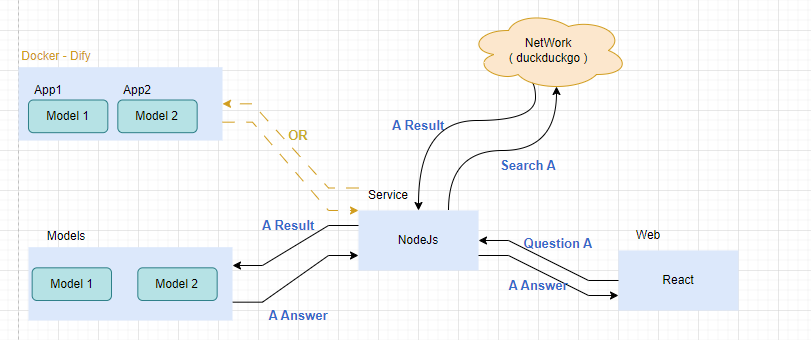 NetWork
( duckduckgo )
Docker - Dify
App1
App2
Model 1
Model 2
A Result
OR
Search A
Service
A Result
NodeJs
Models
Question A
Web
Model 1
Model 2
A Answer
A Answer
React